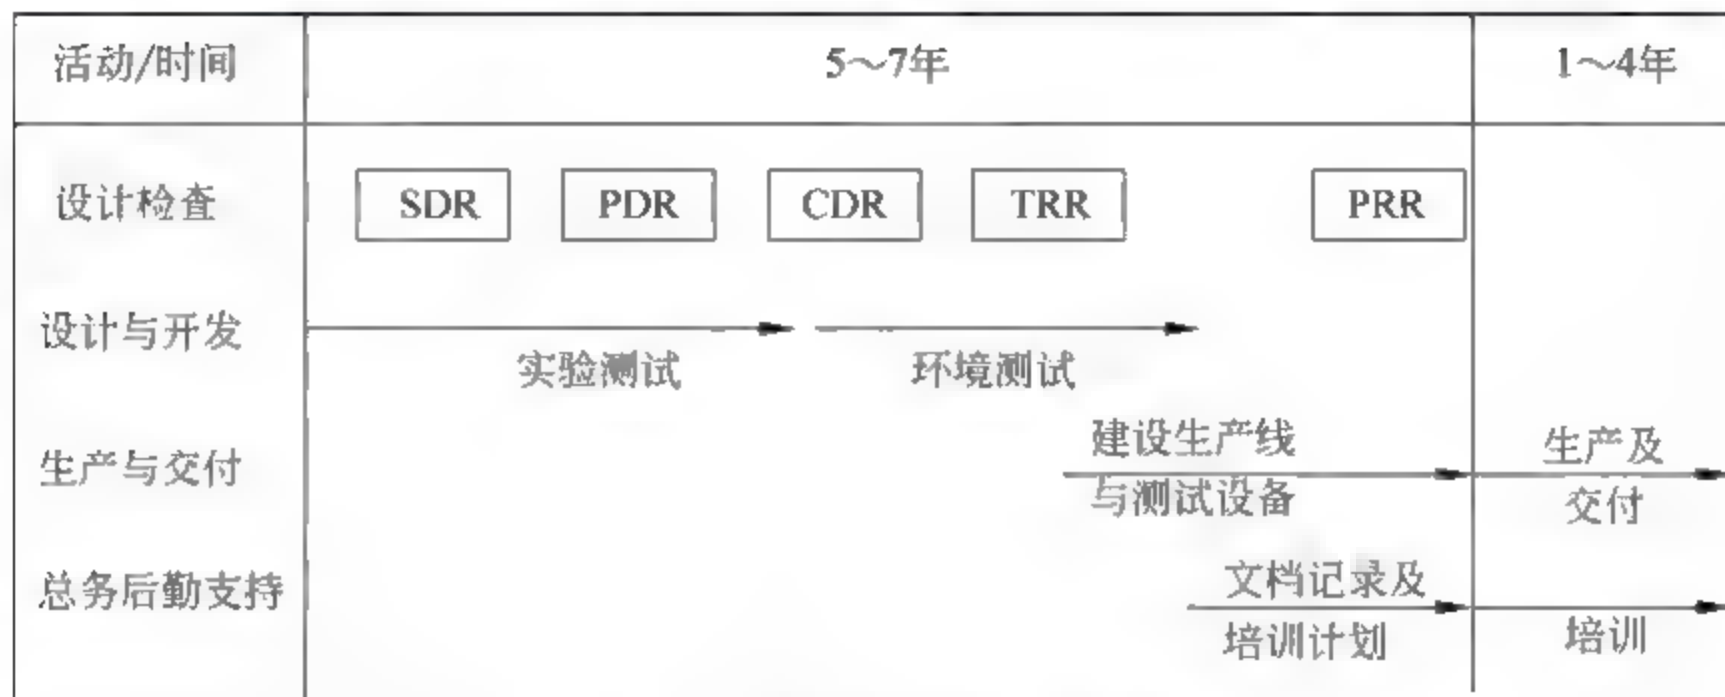 活动/时间 5～7年 1～4年
设计检查 SDR PDR CDR TRR PRR
设计与开发
实验测试 环境测试
生产与交付
建设生产线
与测试设备
生产及
交付
总务后勤支持
文档记录及
培训计划
培训